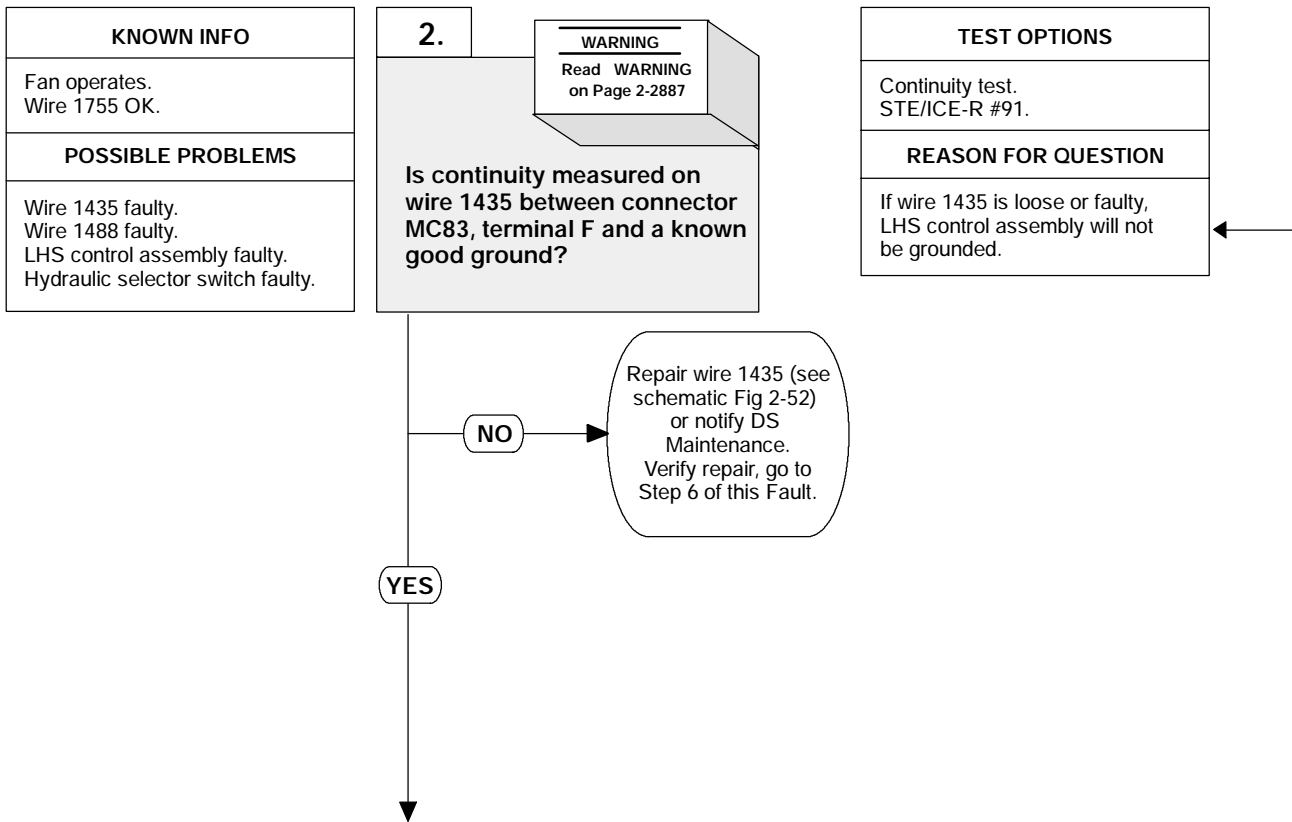 KNOWN INFO
Fan operates.
Wire 1755 OK.
POSSIBLE PROBLEMS
Wire 1435 faulty.
Wire 1488 faulty.
LHS control assembly faulty.
Hydraulic selector switch faulty.
2.
WARNING
Read WARNING
on Page 2-2887
Is continuity measured on
wire 1435 between connector
MC83, terminal F and a known
good ground?
TEST OPTIONS
Continuity test.
STE/ICE-R #91.
REASON FOR QUESTION
If wire 1435 is loose or faulty,
LHS control assembly will not
be grounded.
NO
Repair wire 1435 (see
schematic Fig 2-52)
or notify DS
Maintenance.
Verify repair, go to
Step 6 of this Fault.
YES